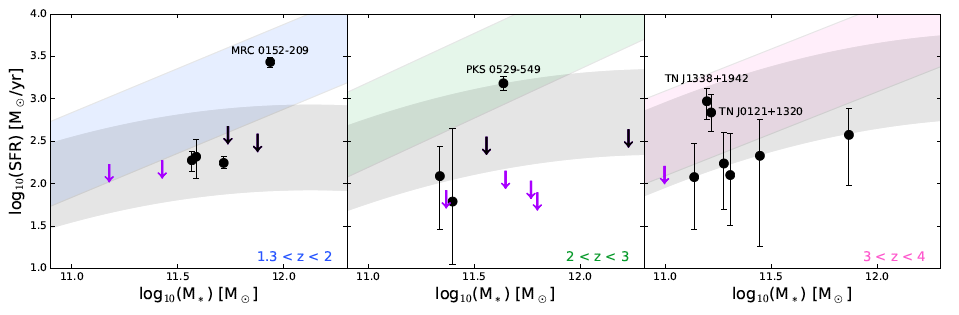 4.0
3.5
3.0
2.5
2.0
1.5
1.0
log₁₀(SFR) [M☉/yr]
MRC 0152-209
1.3 < z < 2
11.0 11.5 12.0
log₁₀(M*) [M☉]
PKS 0529-549
2 < z < 3
11.0 11.5 12.0
log₁₀(M*) [M☉]
TN J1338+1942
TN J0121+1320
3 < z < 4
11.0 11.5 12.0
log₁₀(M*) [M☉]